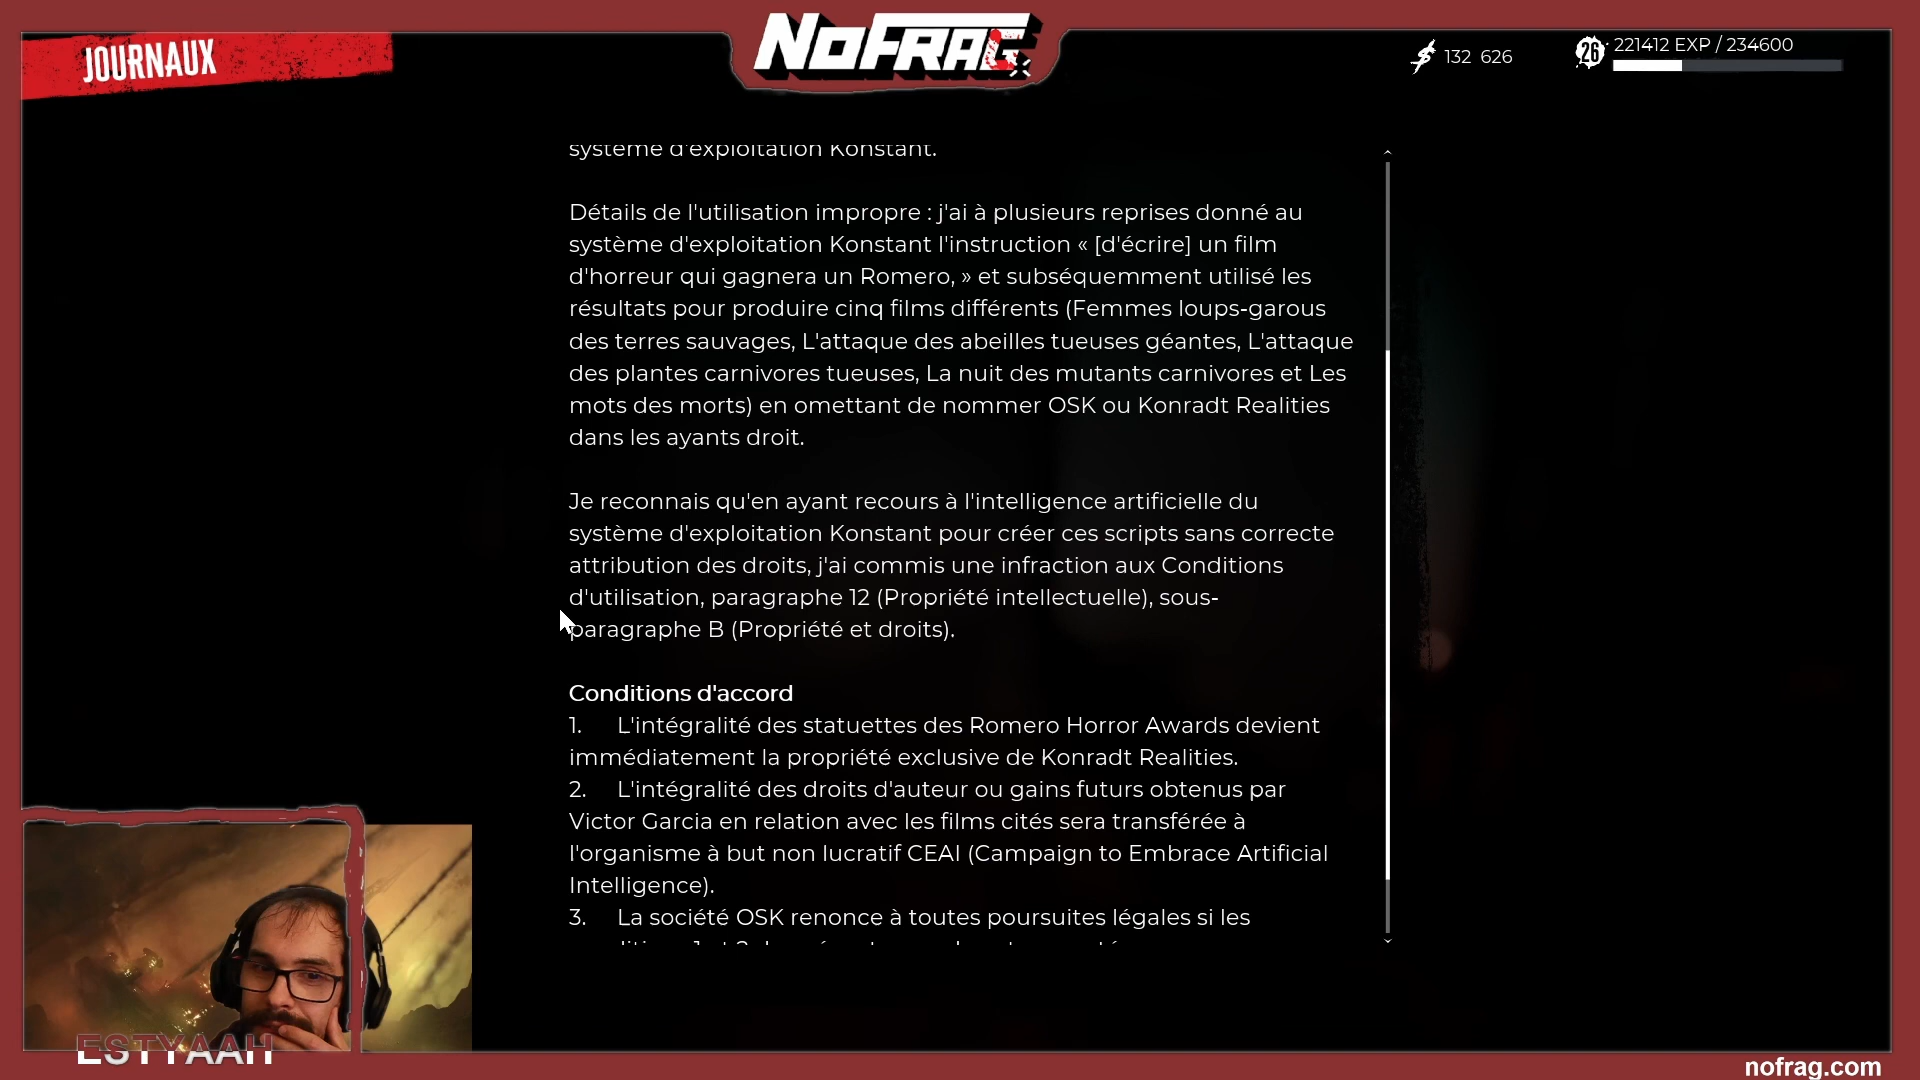 JOURNAUX
NOFRAG
132 626
26
221412 EXP / 234600
système d'exploitation Konstant.
Détails de l'utilisation impropre : j'ai à plusieurs reprises donné au
système d'exploitation Konstant l'instruction « [d'écrire] un film
d'horreur qui gagnera un Romero, » et subséquemment utilisé les
résultats pour produire cinq films différents (Femmes loups-garous
des terres sauvages, L'attaque des abeilles tueuses géantes, L'attaque
des plantes carnivores tueuses, La nuit des mutants carnivores et Les
mots des morts) en omettant de nommer OSK ou Konradt Realities
dans les ayants droit.
Je reconnais qu'en ayant recours à l'intelligence artificielle du
système d'exploitation Konstant pour créer ces scripts sans correcte
attribution des droits, j'ai commis une infraction aux Conditions
d'utilisation, paragraphe 12 (Propriété intellectuelle), sous-
paragraphe B (Propriété et droits).
Conditions d'accord
1. L'intégralité des statuettes des Romero Horror Awards devient
immédiatement la propriété exclusive de Konradt Realities.
2. L'intégralité des droits d'auteur ou gains futurs obtenus par
Victor Garcia en relation avec les films cités sera transférée à
l'organisme à but non lucratif CEAI (Campaign to Embrace Artificial
Intelligence).
3. La société OSK renonce à toutes poursuites légales si les
ESTYAAH
nofrag.com